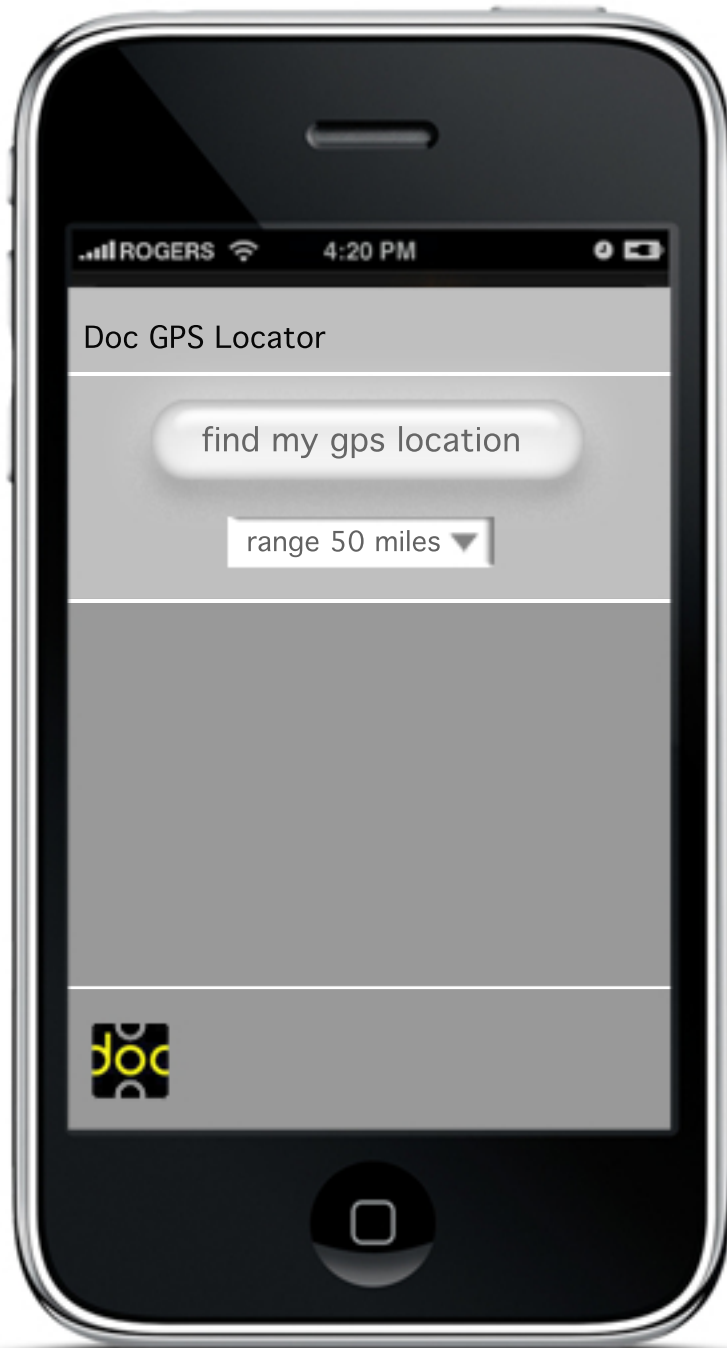 ROGERS 4:20 PM
Doc GPS Locator
find my gps location
range 50 miles
doc